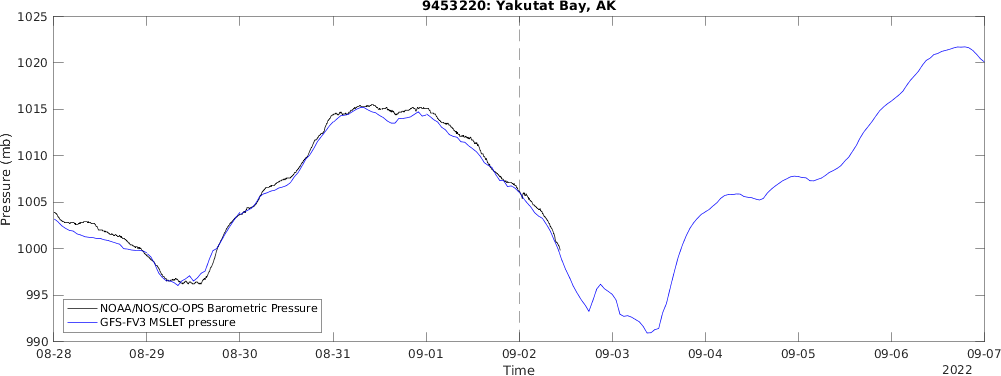 9453220: Yakutat Bay, AK
1025
1020
1015
1010
1005
1000
995
990
Pressure (mb)
NOAA/NOS/CO-OPS Barometric Pressure
GFS-FV3 MSLET pressure
08-28 08-29 08-30 08-31 09-01 09-02 09-03 09-04 09-05 09-06 09-07
Time
2022